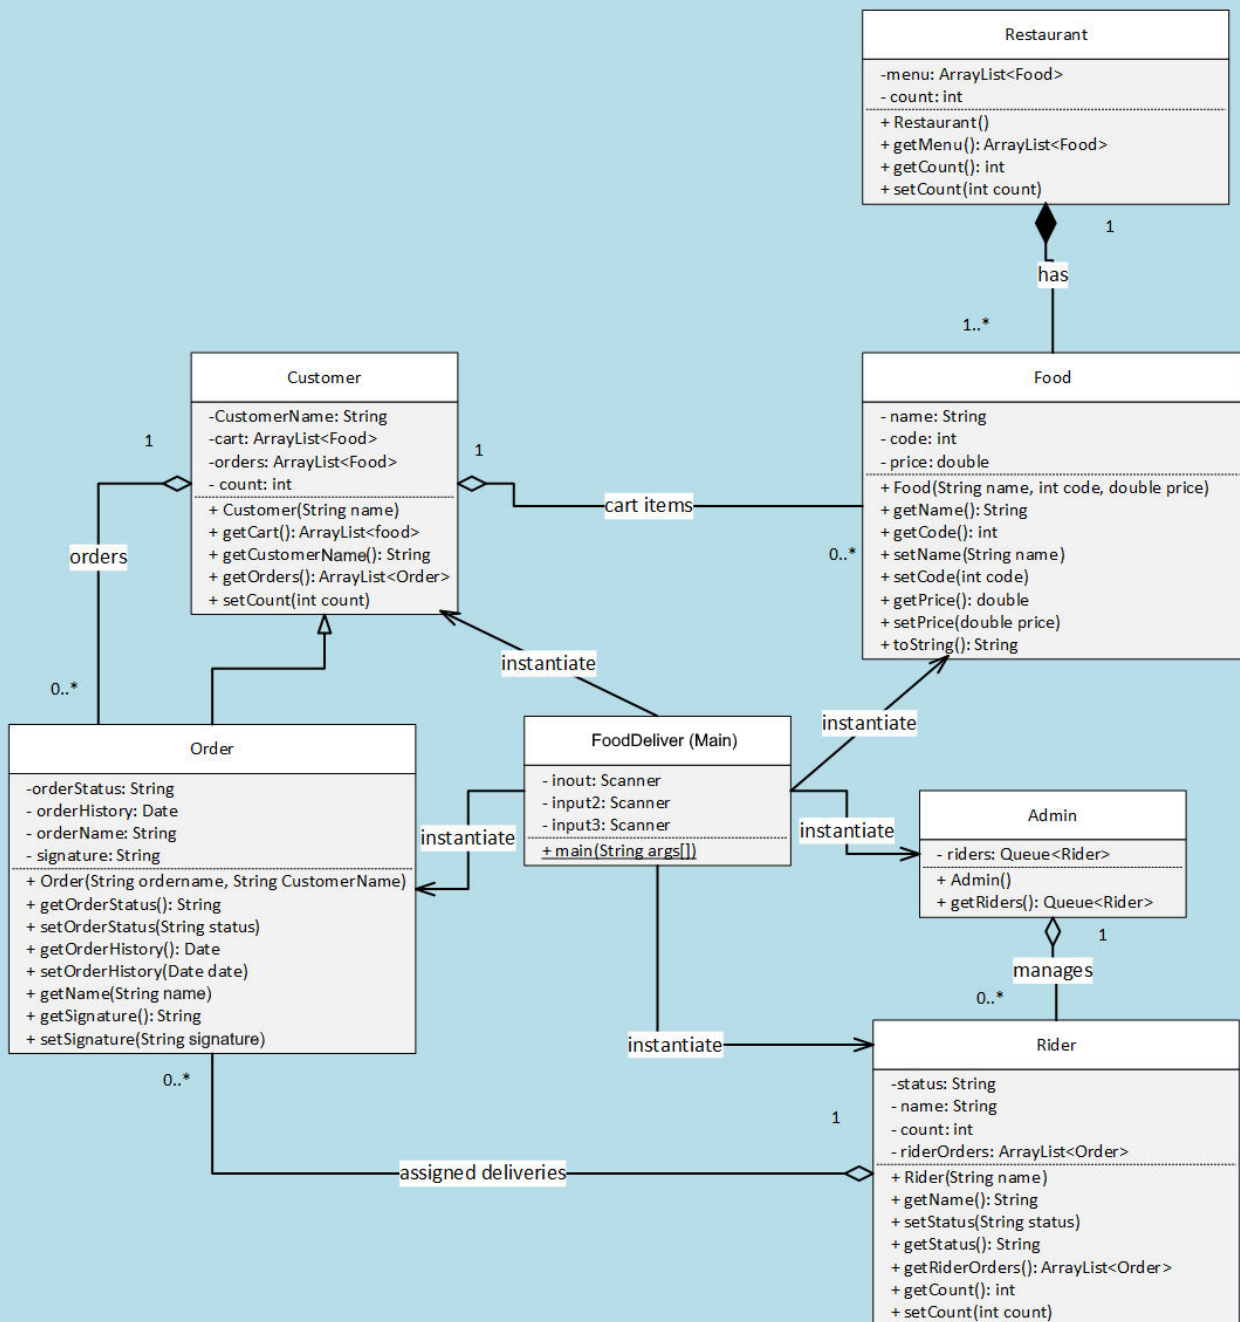 Restaurant
-menu: ArrayList<Food>
- count: int
+ Restaurant()
+ getMenu(): ArrayList<Food>
+ getCount(): int
+ setCount(int count)
1
has
1..*
Customer
-CustomerName: String
-cart: ArrayList<Food>
-orders: ArrayList<Food>
- count: int
+ Customer(String name)
+ getCart(): ArrayList<food>
+ getCustomerName(): String
+ getOrders(): ArrayList<Order>
+ setCount(int count)
1
orders
0..*
1
cart items
0..*
Food
- name: String
- code: int
- price: double
+ Food(String name, int code, double price)
+ getName(): String
+ getCode(): int
+ setName(String name)
+ setCode(int code)
+ getPrice(): double
+ setPrice(double price)
+ toString(): String
instantiate
instantiate
Order
-orderStatus: String
- orderHistory: Date
- orderName: String
- signature: String
+ Order(String ordername, String CustomerName)
+ getOrderStatus(): String
+ setOrderStatus(String status)
+ getOrderHistory(): Date
+ setOrderHistory(Date date)
+ getName(String name)
+ getSignature(): String
+ setSignature(String signature)
instantiate
FoodDeliver (Main)
- inout: Scanner
- input2: Scanner
- input3: Scanner
+ main(String args[])
instantiate
Admin
- riders: Queue<Rider>
+ Admin()
+ getRiders(): Queue<Rider>
1
manages
0..*
instantiate
0..*
assigned deliveries
1
Rider
-status: String
- name: String
- count: int
- riderOrders: ArrayList<Order>
+ Rider(String name)
+ getName(): String
+ setStatus(String status)
+ getStatus(): String
+ getRiderOrders(): ArrayList<Order>
+ getCount(): int
+ setCount(int count)